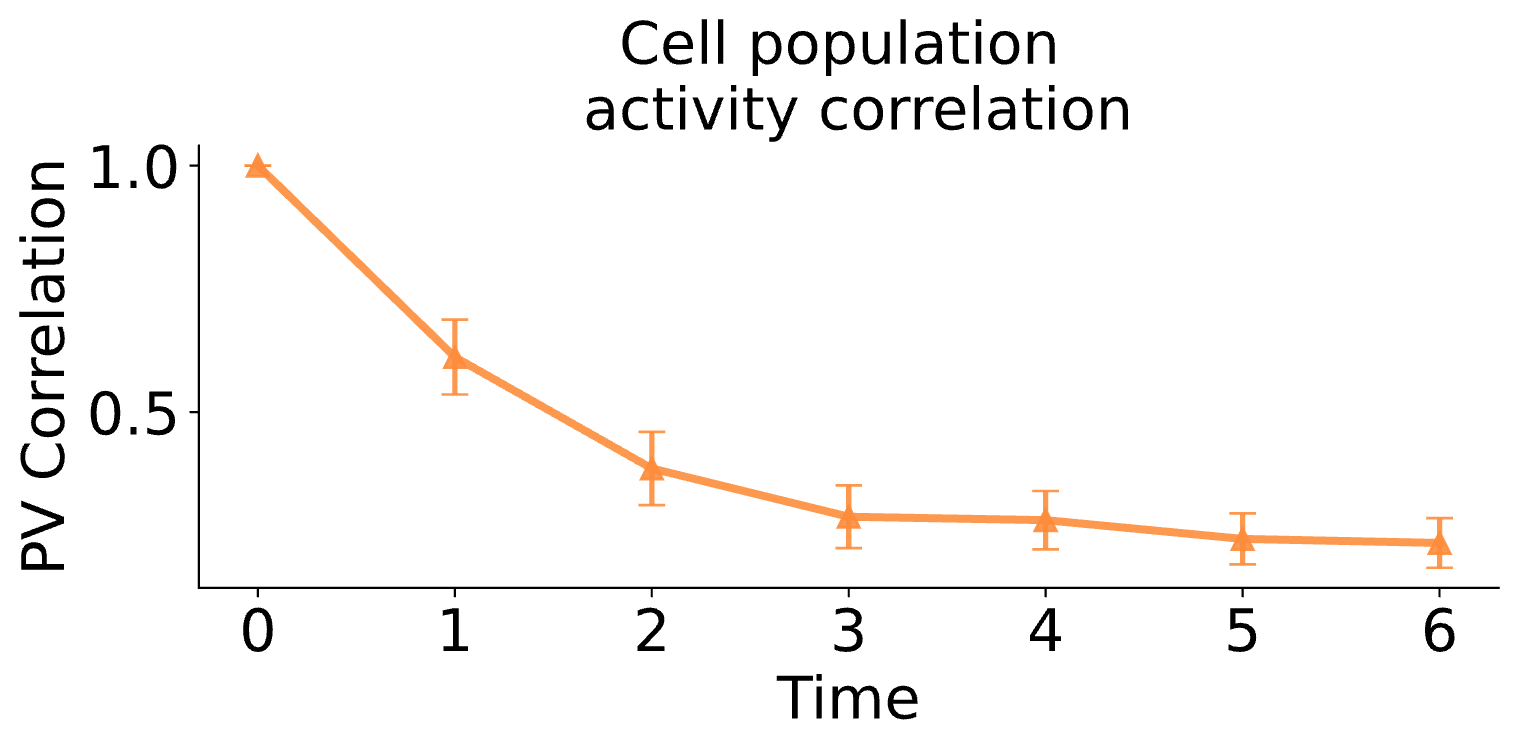 Cell population
activity correlation
PV Correlation
1.0
0.5
0 1 2 3 4 5 6
Time